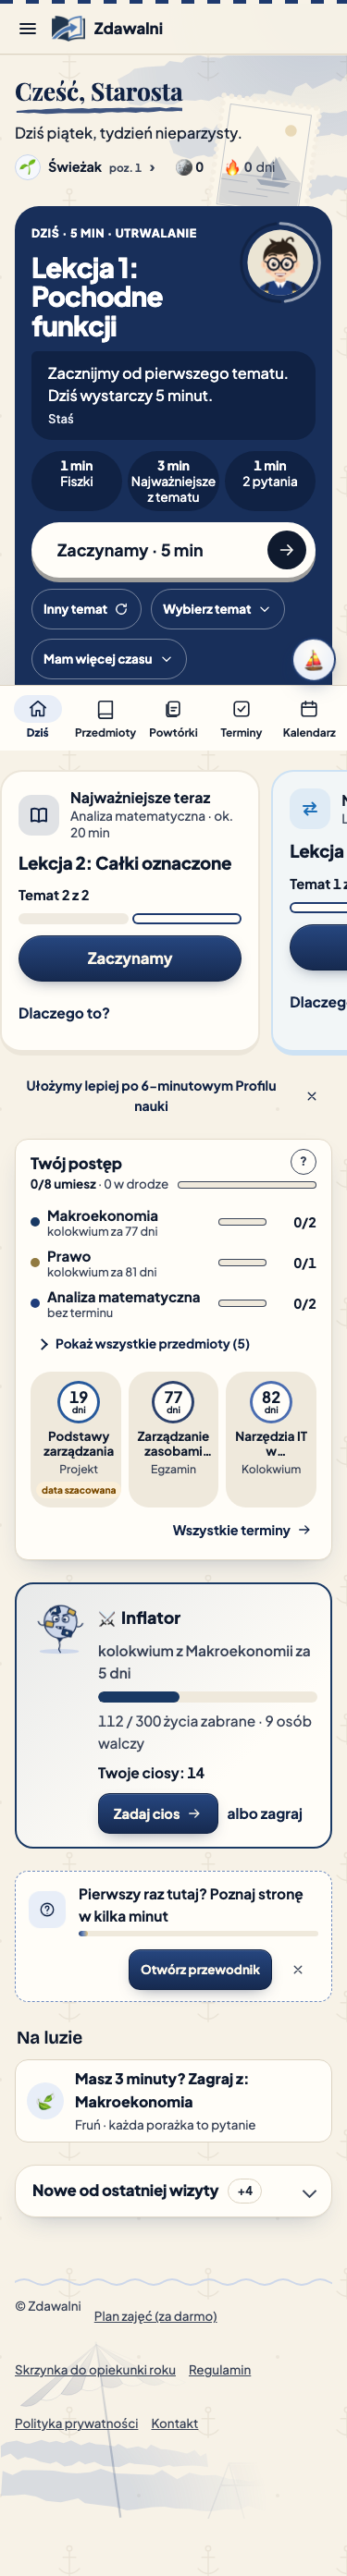 Zdawalni
Cześć, Starosta
Dziś piątek, tydzień nieparzysty.
Świeżak poz. 1 › 0 0 dni
DZIŚ · 5 MIN · UTRWALANIE
Lekcja 1:
Pochodne
funkcji
Zacznijmy od pierwszego tematu.
Dziś wystarczy 5 minut.
Staś
1 min
Fiszki
3 min
Najważniejsze
z tematu
1 min
2 pytania
Zaczynamy · 5 min
Inny temat
Wybierz temat
Mam więcej czasu
Dziś
Przedmioty
Powtórki
Terminy
Kalendarz
Najważniejsze teraz
Analiza matematyczna · ok.
20 min
Lekcja 2: Całki oznaczone
Temat 2 z 2
Zaczynamy
Dlaczego to?
Lekcja
Temat 1 z
Dlaczeg
Ułożymy lepiej po 6-minutowym Profilu
nauki
Twój postęp ?
0/8 umiesz · 0 w drodze
Makroekonomia 0/2
kolokwium za 77 dni
Prawo 0/1
kolokwium za 81 dni
Analiza matematyczna 0/2
bez terminu
Pokaż wszystkie przedmioty (5)
19
dni
Podstawy
zarządzania
Projekt
data szacowana
77
dni
Zarządzanie
zasobami...
Egzamin
82
dni
Narzędzia IT
w...
Kolokwium
Wszystkie terminy →
Inflator
kolokwium z Makroekonomii za
5 dni
112 / 300 życia zabrane · 9 osób
walczy
Twoje ciosy: 14
Zadaj cios → albo zagraj
Pierwszy raz tutaj? Poznaj stronę
w kilka minut
Otwórz przewodnik
Na luzie
Masz 3 minuty? Zagraj z:
Makroekonomia
Fruń · każda porażka to pytanie
Nowe od ostatniej wizyty +4
© Zdawalni Plan zajęć (za darmo)
Skrzynka do opiekunki roku Regulamin
Polityka prywatności Kontakt